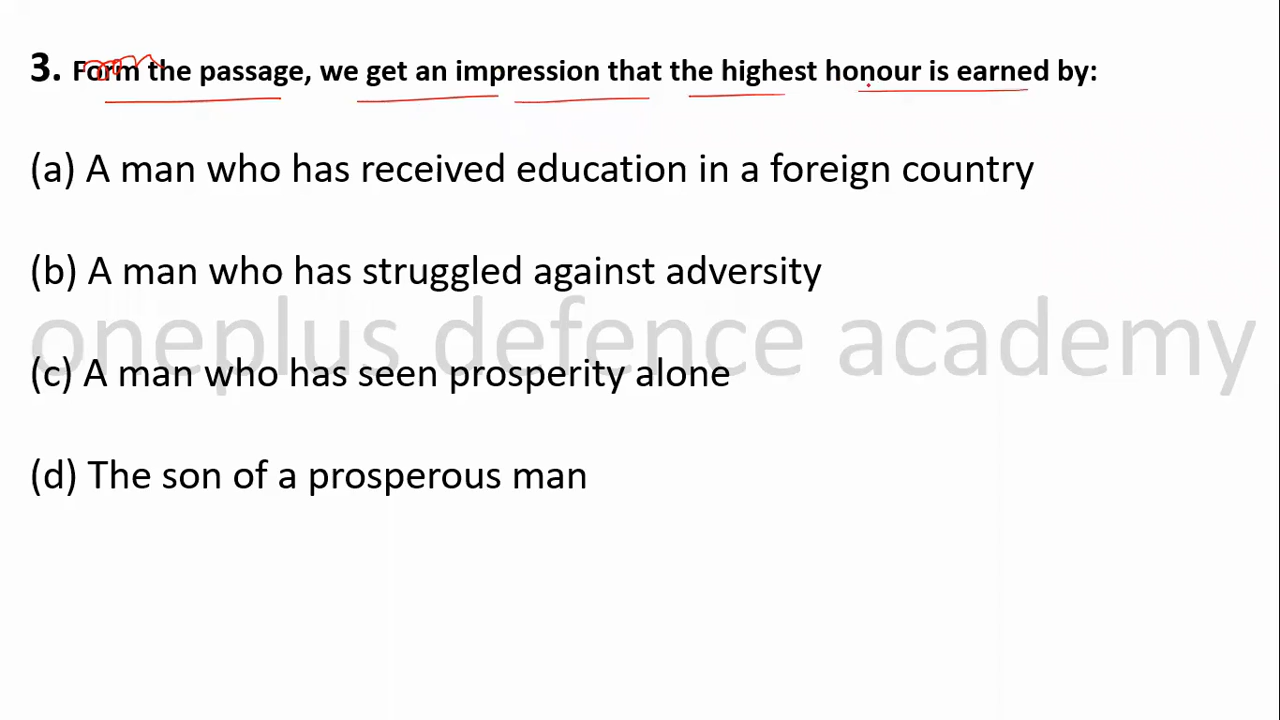 3. Form the passage, we get an impression that the highest honour is earned by:
(a) A man who has received education in a foreign country
(b) A man who has struggled against adversity
oneplus defence academy
(c) A man who has seen prosperity alone
(d) The son of a prosperous man